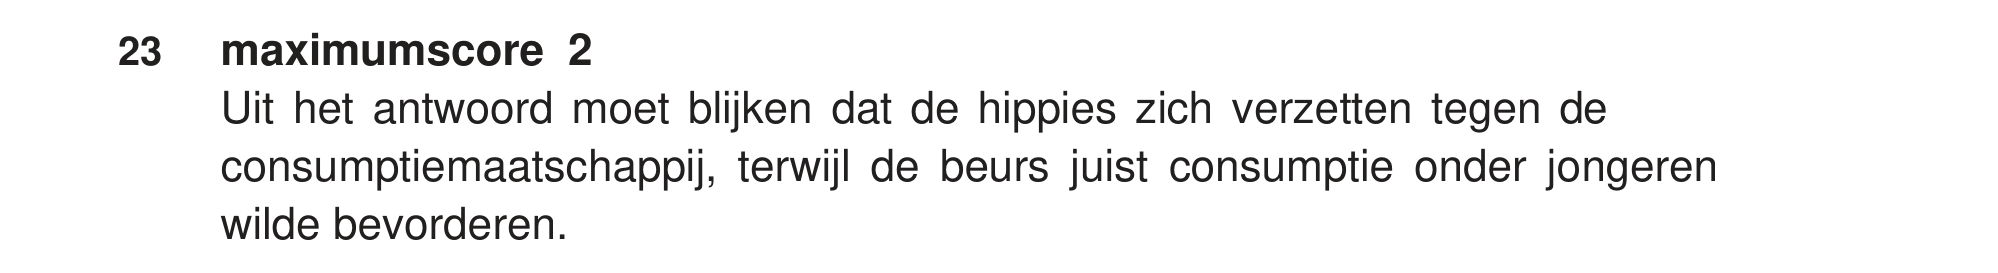 23 maximumscore 2
Uit het antwoord moet blijken dat de hippies zich verzetten tegen de
consumptiemaatschappij, terwijl de beurs juist consumptie onder jongeren
wilde bevorderen.